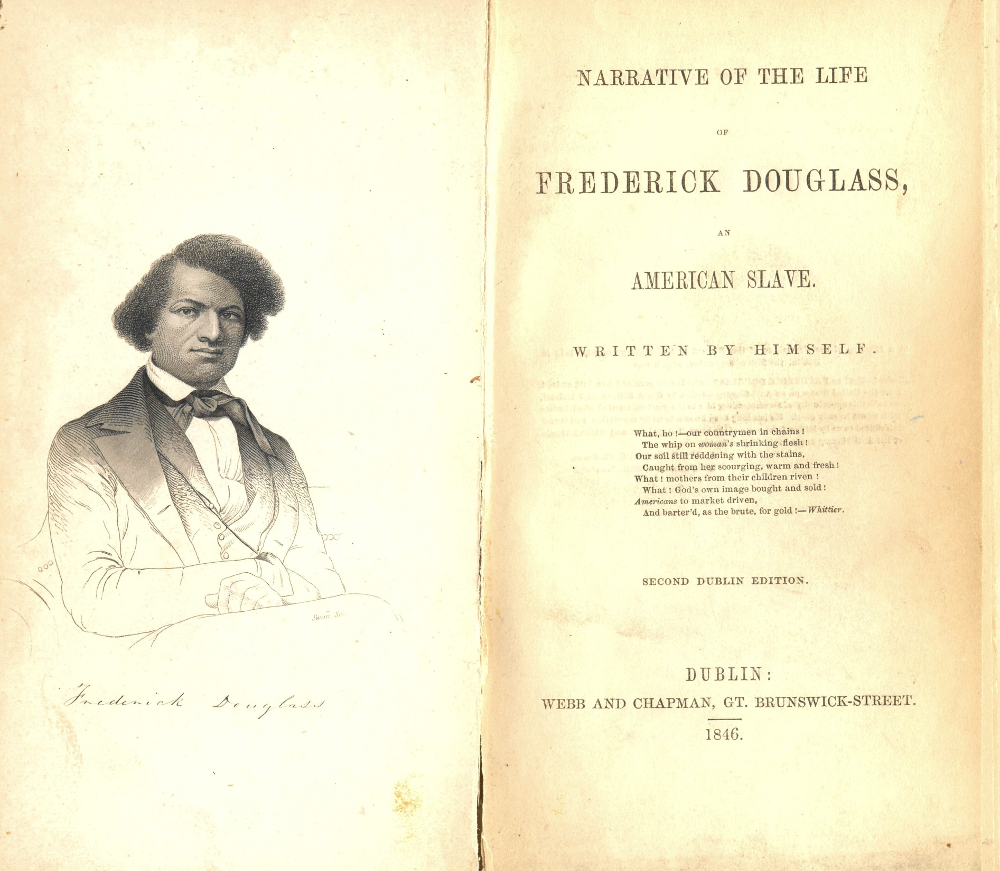 Swan Sc.
Frederick Douglass
NARRATIVE OF THE LIFE
OF
FREDERICK DOUGLASS,
AN
AMERICAN SLAVE.
WRITTEN BY HIMSELF.
What, ho !—our countrymen in chains !
The whip on woman's shrinking flesh !
Our soil still reddening with the stains,
Caught from her scourging, warm and fresh !
What ! mothers from their children riven !
What ! God's own image bought and sold !
Americans to market driven,
And barter'd, as the brute, for gold !—Whittier.
SECOND DUBLIN EDITION.
DUBLIN:
WEBB AND CHAPMAN, GT. BRUNSWICK-STREET.
1846.